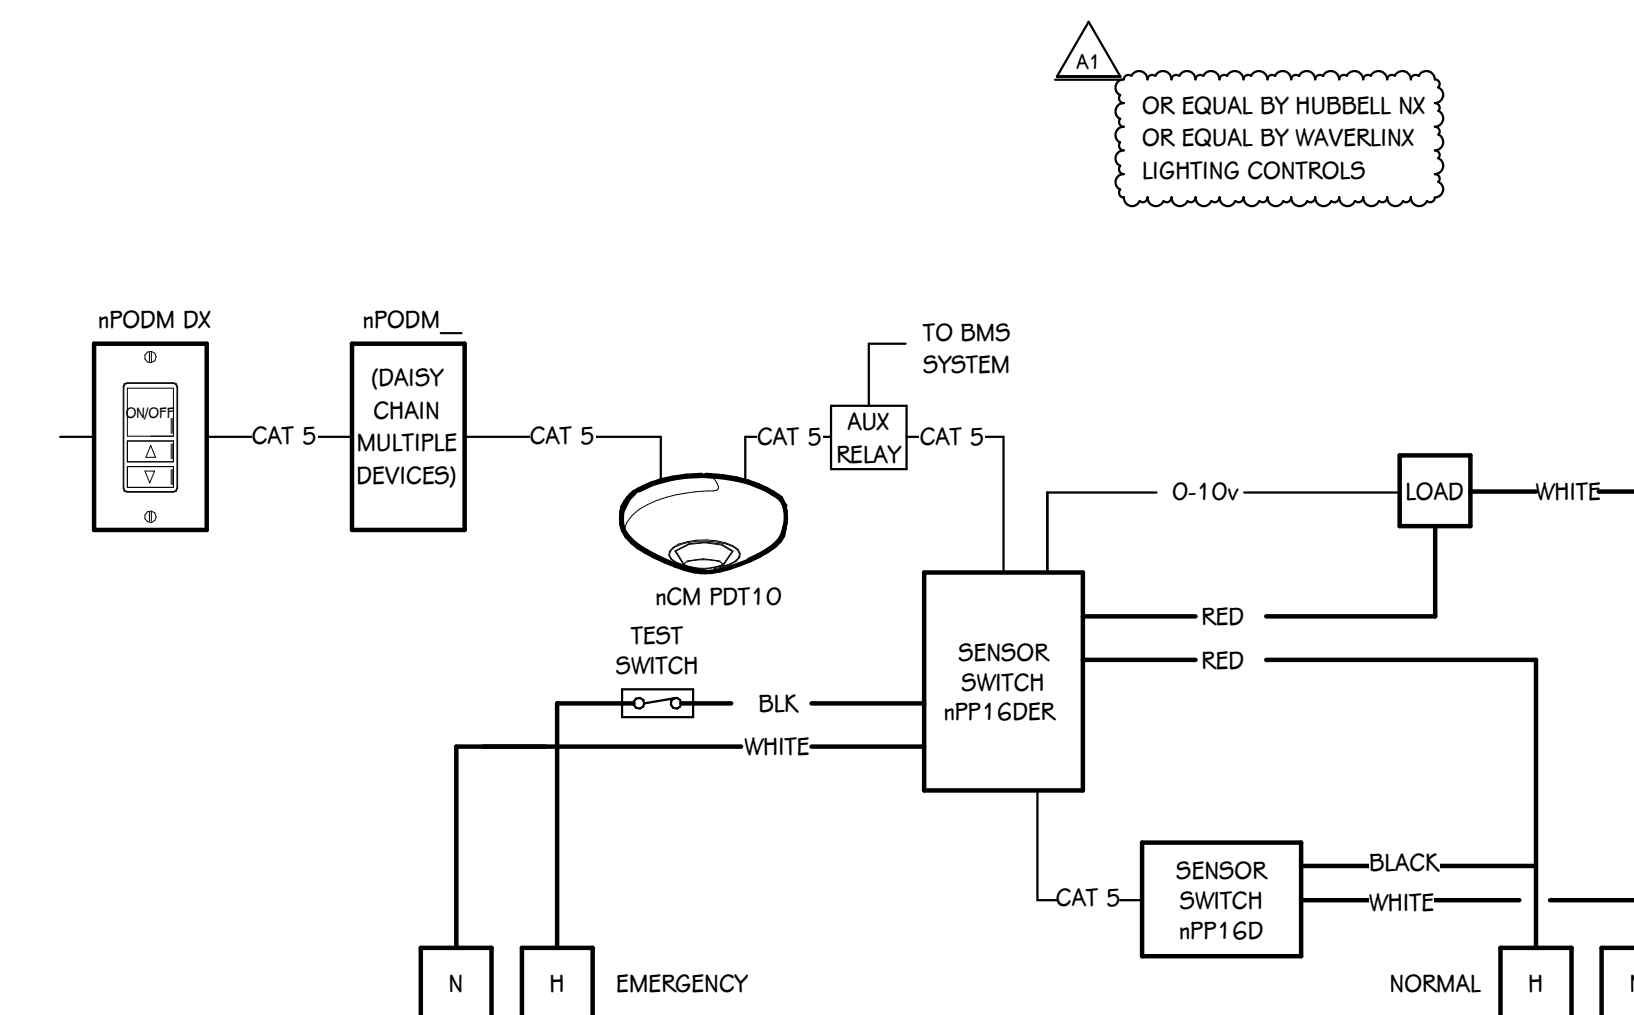 A1
OR EQUAL BY HUBBELL NX
OR EQUAL BY WAVERLINX
LIGHTING CONTROLS
nPODM DX
ON/OFF
CAT 5
nPODM__
(DAISY
CHAIN
MULTIPLE
DEVICES)
CAT 5
nCM PDT10
CAT 5
AUX
RELAY
TO BMS
SYSTEM
CAT 5
0-10v
LOAD
WHITE
RED
RED
SENSOR
SWITCH
nPP16DER
TEST
SWITCH
BLK
WHITE
CAT 5
SENSOR
SWITCH
nPP16D
BLACK
WHITE
N
H
EMERGENCY
NORMAL
H